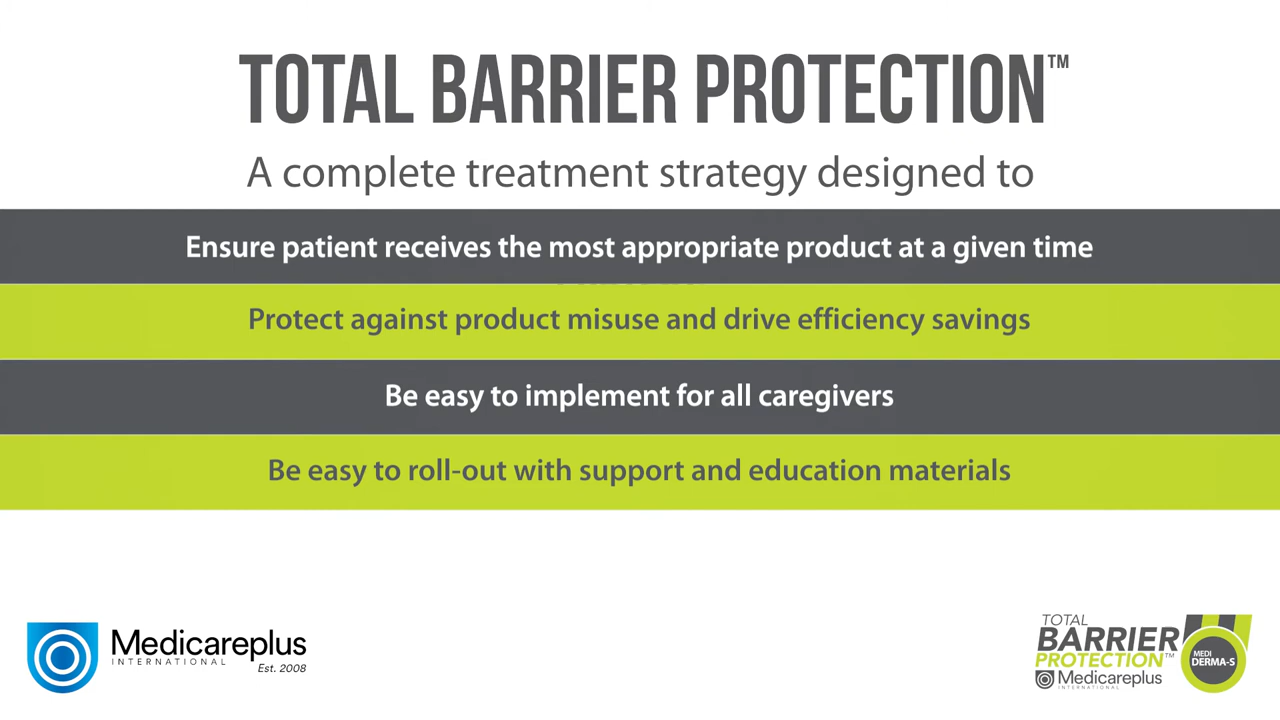 TOTAL BARRIER PROTECTION™
A complete treatment strategy designed to
Ensure patient receives the most appropriate product at a given time
Protect against product misuse and drive efficiency savings
Be easy to implement for all caregivers
Be easy to roll-out with support and education materials
Medicareplus
INTERNATIONAL
Est. 2008
TOTAL
BARRIER
PROTECTION™
Medicareplus
INTERNATIONAL
MEDI
DERMA-S